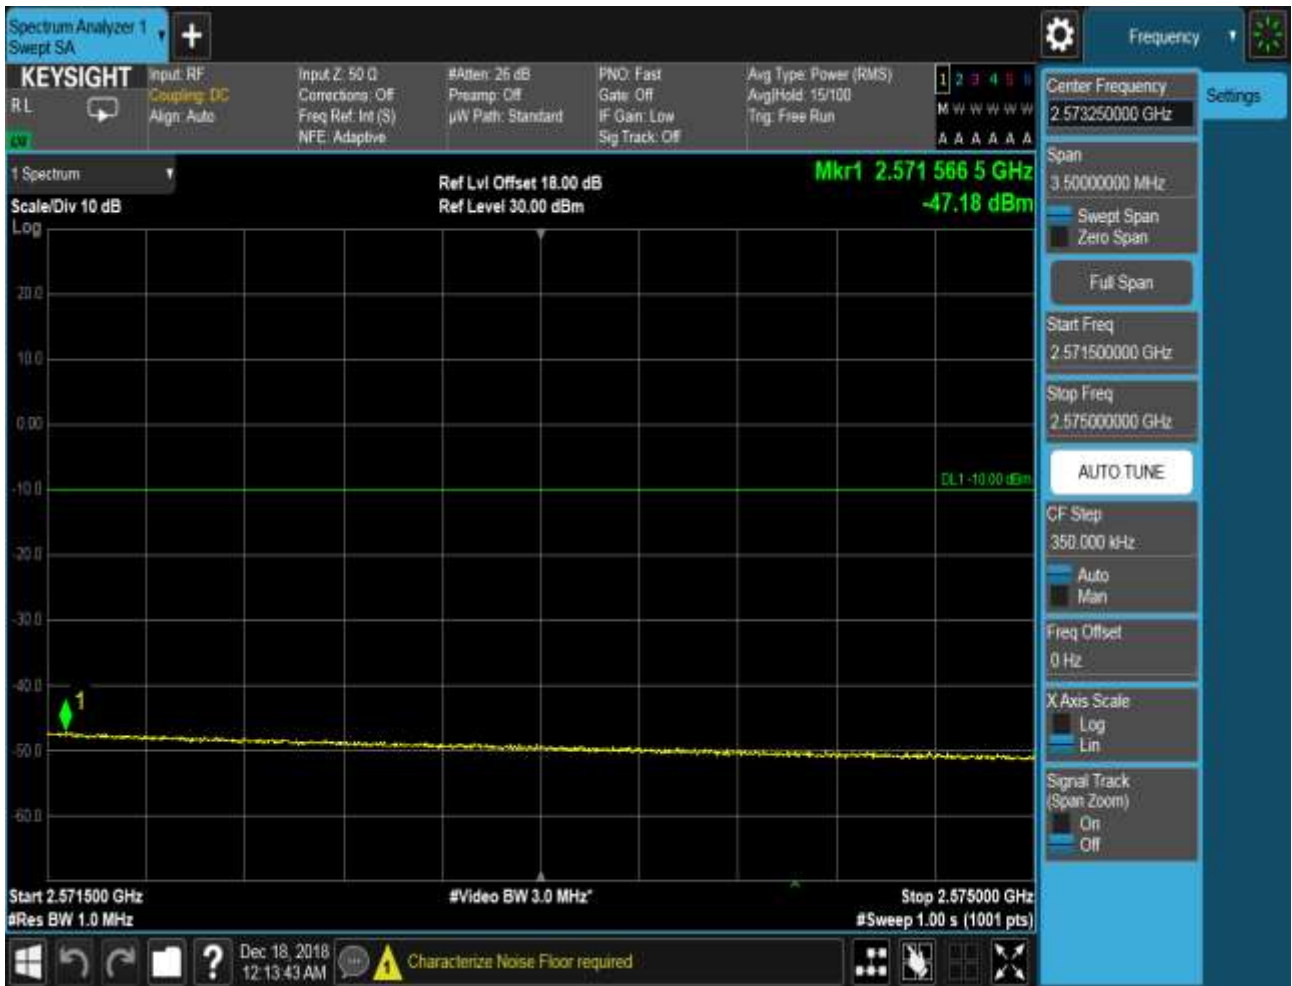 Spectrum Analyzer 1
Swept SA
Frequency
KEYSIGHT
R L
Input: RF
Coupling: DC
Align: Auto
Input Z: 50 Ω
Corrections: Off
Freq Ref: Int (S)
NFE: Adaptive
#Atten: 26 dB
Preamp: Off
µW Path: Standard
PNO: Fast
Gate: Off
IF Gain: Low
Sig Track: Off
Avg Type: Power (RMS)
Avg|Hold: 15/100
Trig: Free Run
1 2 3 4 5 6
M W W W W W
A A A A A A
1 Spectrum
Scale/Div 10 dB
Log
Ref Lvl Offset 18.00 dB
Ref Level 30.00 dBm
Mkr1 2.571 566 5 GHz
-47.18 dBm
20.0
10.0
0.00
-10.0
DL1 -10.00 dBm
-20.0
-30.0
-40.0
1
-50.0
-60.0
Start 2.571500 GHz
#Res BW 1.0 MHz
#Video BW 3.0 MHz*
Stop 2.575000 GHz
#Sweep 1.00 s (1001 pts)
Center Frequency
2.573250000 GHz
Settings
Span
3.50000000 MHz
Swept Span
Zero Span
Full Span
Start Freq
2.571500000 GHz
Stop Freq
2.575000000 GHz
AUTO TUNE
CF Step
350.000 kHz
Auto
Man
Freq Offset
0 Hz
X Axis Scale
Log
Lin
Signal Track
(Span Zoom)
On
Off
?
Dec 18, 2018
12:13:43 AM
1
Characterize Noise Floor required